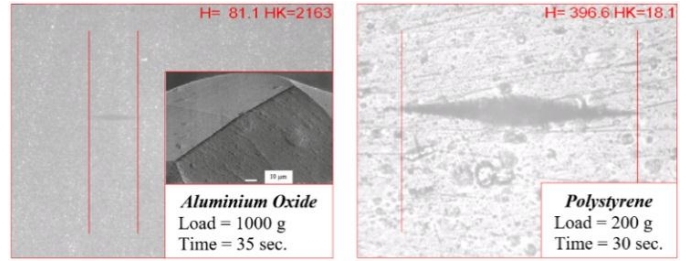 H= 81.1 HK=2163
10 µm
Aluminium Oxide
Load = 1000 g
Time = 35 sec.
H= 396.6 HK=18.1
Polystyrene
Load = 200 g
Time = 30 sec.